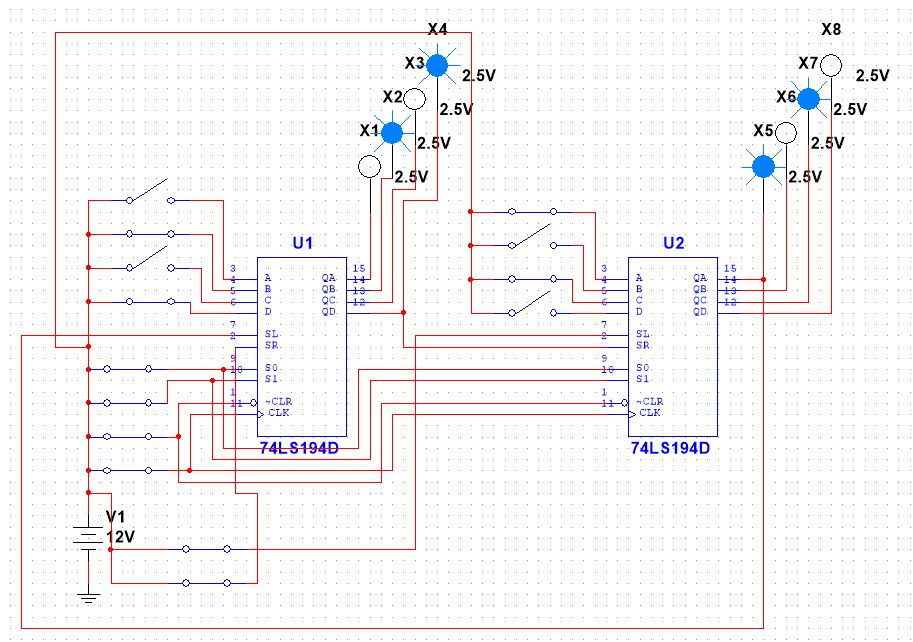 X4
X8
X3
2.5V
X7
2.5V
X2
2.5V
X6
2.5V
X1
2.5V
X5
2.5V
2.5V
2.5V
U1
U2
3
4
5
6
7
2
9
10
1
11
A
B
C
D
SL
SR
S0
S1
~CLR
CLK
QA
QB
QC
QD
15
14
13
12
74LS194D
3
4
5
6
7
2
9
10
1
11
A
B
C
D
SL
SR
S0
S1
~CLR
CLK
QA
QB
QC
QD
15
14
13
12
74LS194D
V1
12V